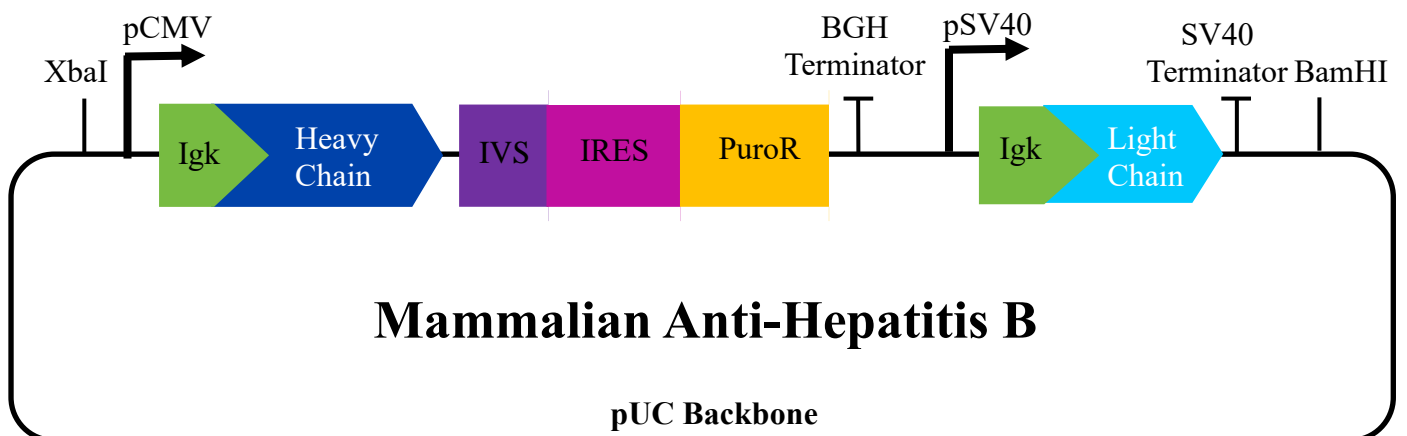 pCMV
BGH
Terminator
pSV40
SV40
Terminator
XbaI
BamHI
Igk
Heavy
Chain
IVS
IRES
PuroR
Igk
Light
Chain
Mammalian Anti-Hepatitis B
pUC Backbone